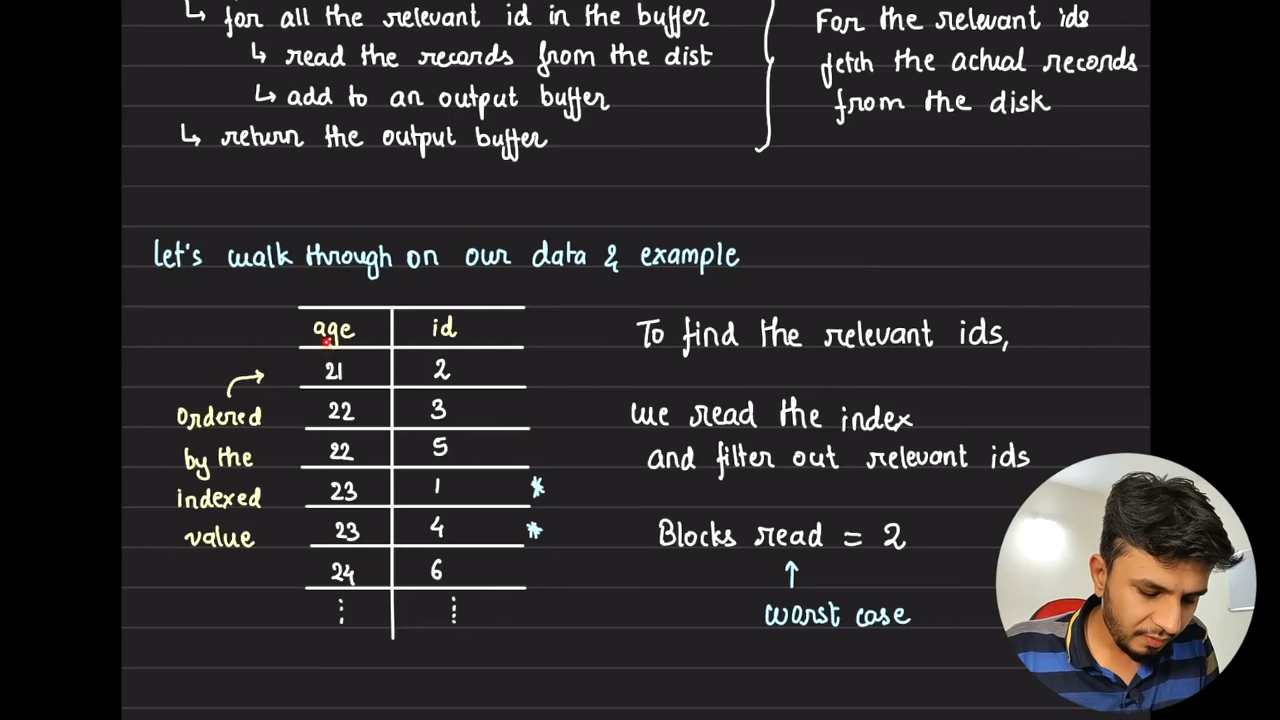 ↳ for all the relevant id in the buffer
↳ read the records from the dist
↳ add to an output buffer
↳ return the output buffer
For the relevant ids
fetch the actual records
from the disk
let's walk through on our data & example
age id
21 2
22 3
22 5
23 1 *
23 4 *
24 6
⋮ ⋮
Ordered
by the
indexed
value
To find the relevant ids,
we read the index
and filter out relevant ids
Blocks read = 2
↑
worst case